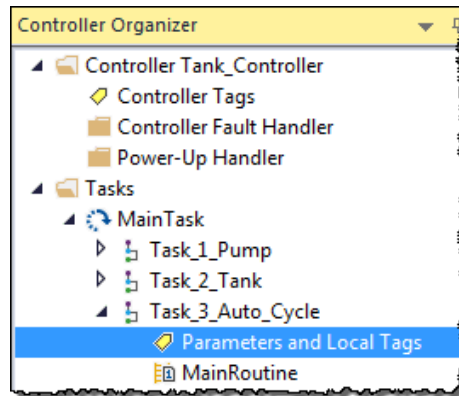 Controller Organizer
Controller Tank_Controller
Controller Tags
Controller Fault Handler
Power-Up Handler
Tasks
MainTask
Task_1_Pump
Task_2_Tank
Task_3_Auto_Cycle
Parameters and Local Tags
MainRoutine